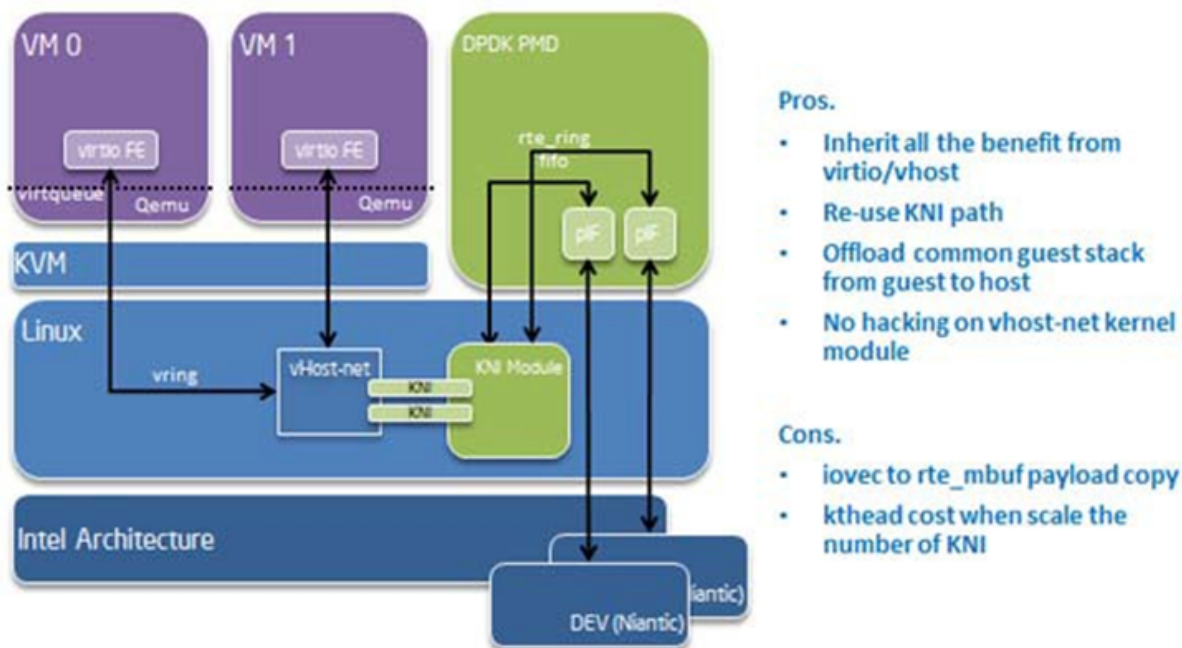 VM 0
VM 1
DPDK PMD
virtio FE
virtio FE
rte_ring
fifo
virtqueue
Qemu
Qemu
pIF
pIF
KVM
Linux
vHost-net
KNI Module
vring
KNI
KNI
Intel Architecture
DEV (Niantic)
iantic)
Pros.
• Inherit all the benefit from
virtio/vhost
• Re-use KNI path
• Offload common guest stack
from guest to host
• No hacking on vhost-net kernel
module
Cons.
• iovec to rte_mbuf payload copy
• kthead cost when scale the
number of KNI